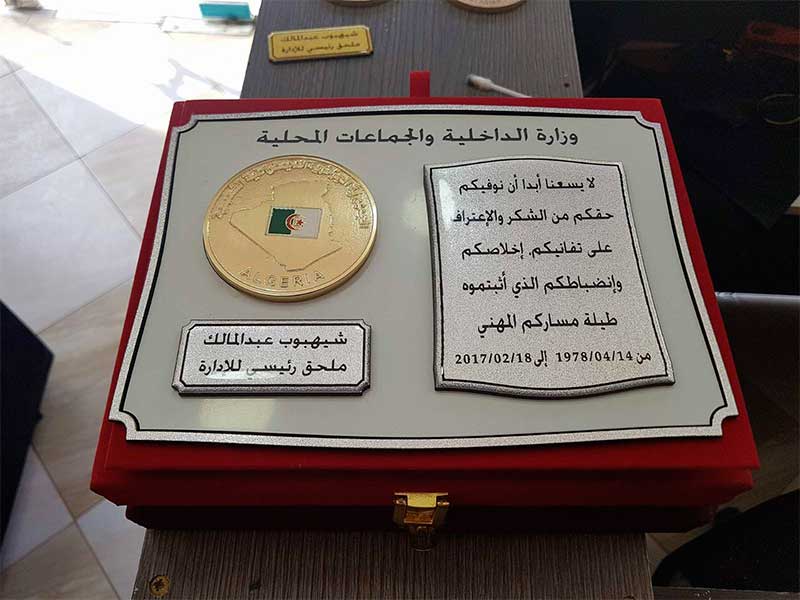 شيهبوب عبدالمالك
ملحق رئيسي للإدارة
وزارة الداخلية والجماعات المحلية
ALGERIA
شيهبوب عبدالمالك
ملحق رئيسي للإدارة
لا يسعنا أبدا أن نوفيكم
حقكم من الشكر والإعتراف
على تفانيكم، إخلاصكم
وإنضباطكم الذي أثبتموه
طيلة مساركم المهني
من 1978/04/14 إلى 2017/02/18